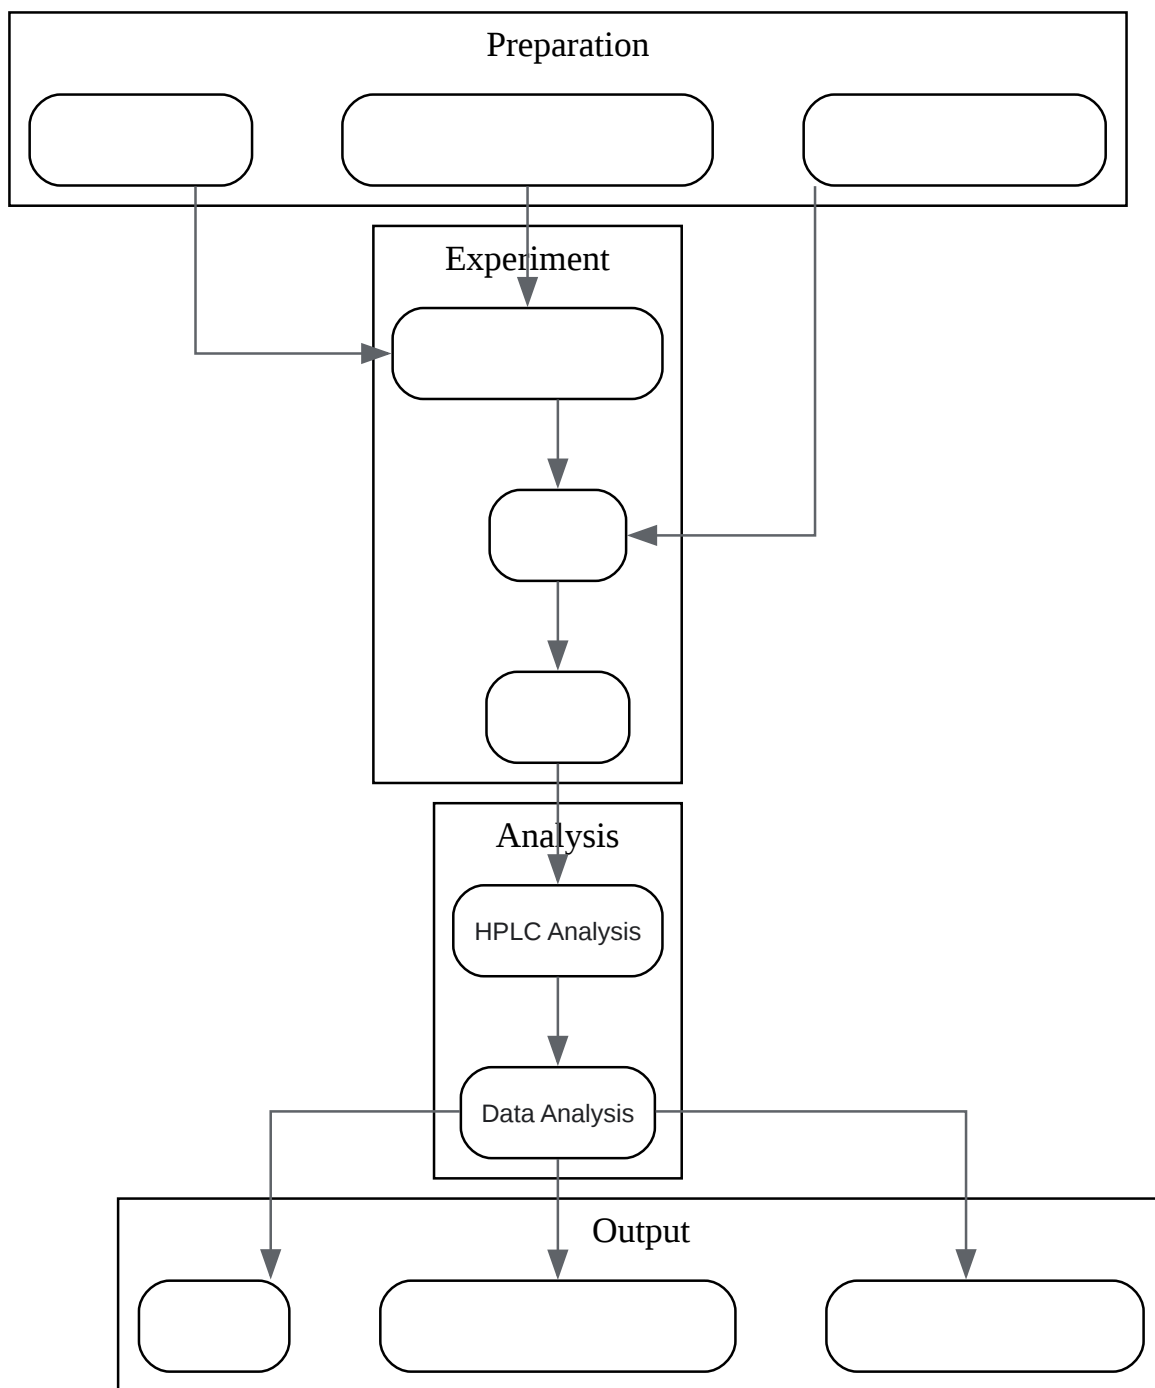 Preparation
Experiment
Analysis
HPLC Analysis
Data Analysis
Output